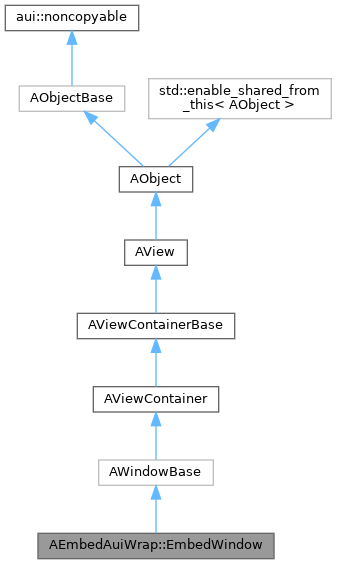 aui::noncopyable
AObjectBase
std::enable_shared_from
_this< AObject >
AObject
AView
AViewContainerBase
AViewContainer
AWindowBase
AEmbedAuiWrap::EmbedWindow